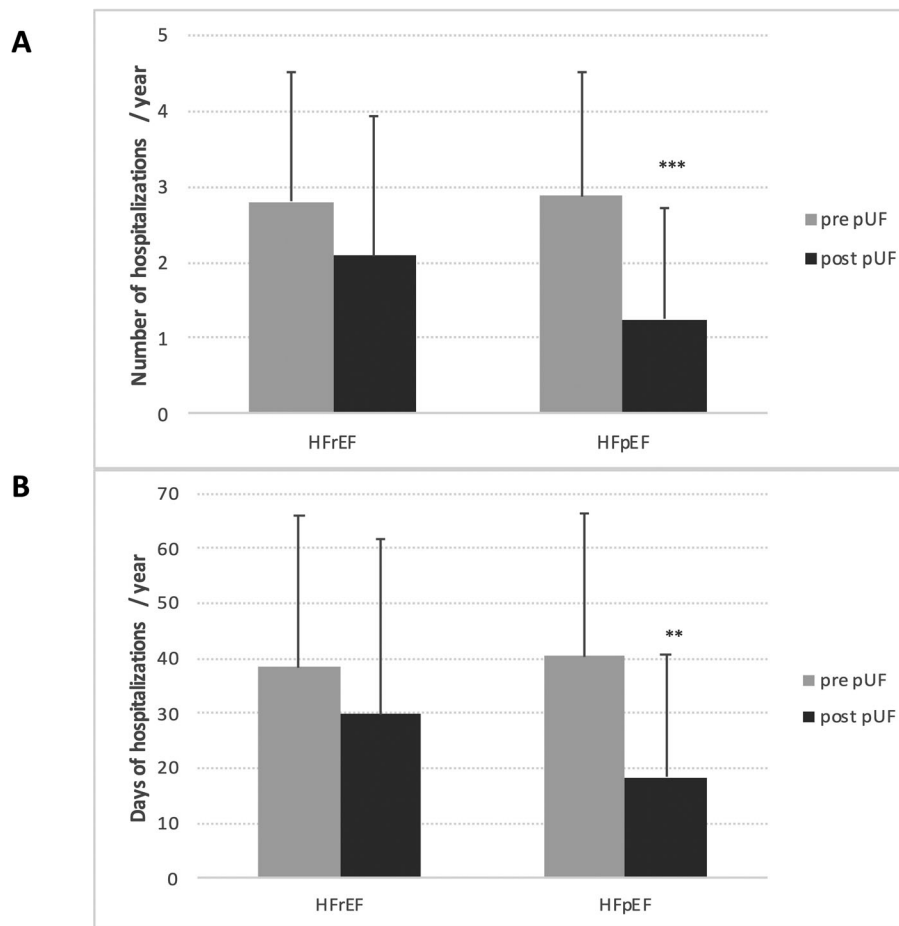 A
Number of hospitalizations / year
5
4
3
2
1
0
***
HFrEF
HFpEF
pre pUF
post pUF
B
Days of hospitalizations / year
70
60
50
40
30
20
10
0
**
HFrEF
HFpEF
pre pUF
post pUF